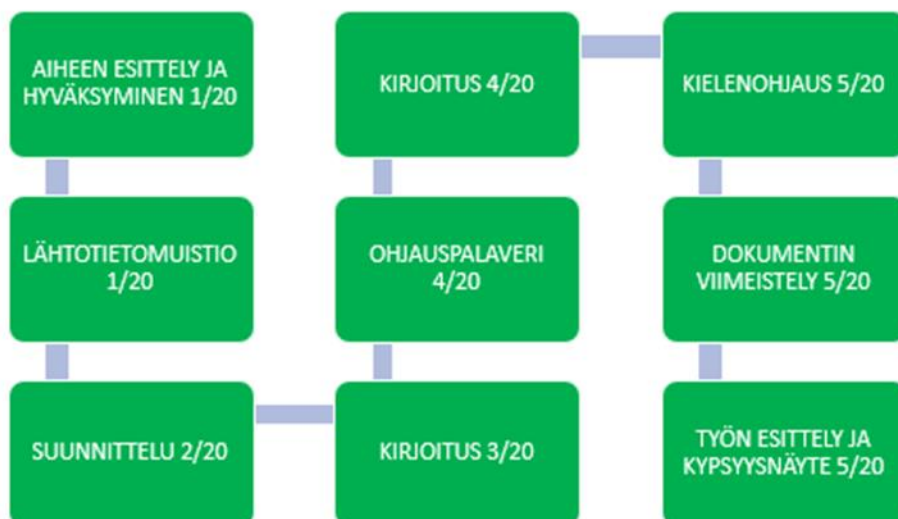 AIHEEN ESITTELY JA
HYVÄKSYMINEN 1/20
LÄHTOTIETOMUISTIO
1/20
SUUNNITTELU 2/20
KIRJOITUS 3/20
OHJAUSPALAVERI
4/20
KIRJOITUS 4/20
KIELENOHJAUS 5/20
DOKUMENTIN
VIIMEISTELY 5/20
TYÖN ESITTELY JA
KYPSYYSNÄYTE 5/20